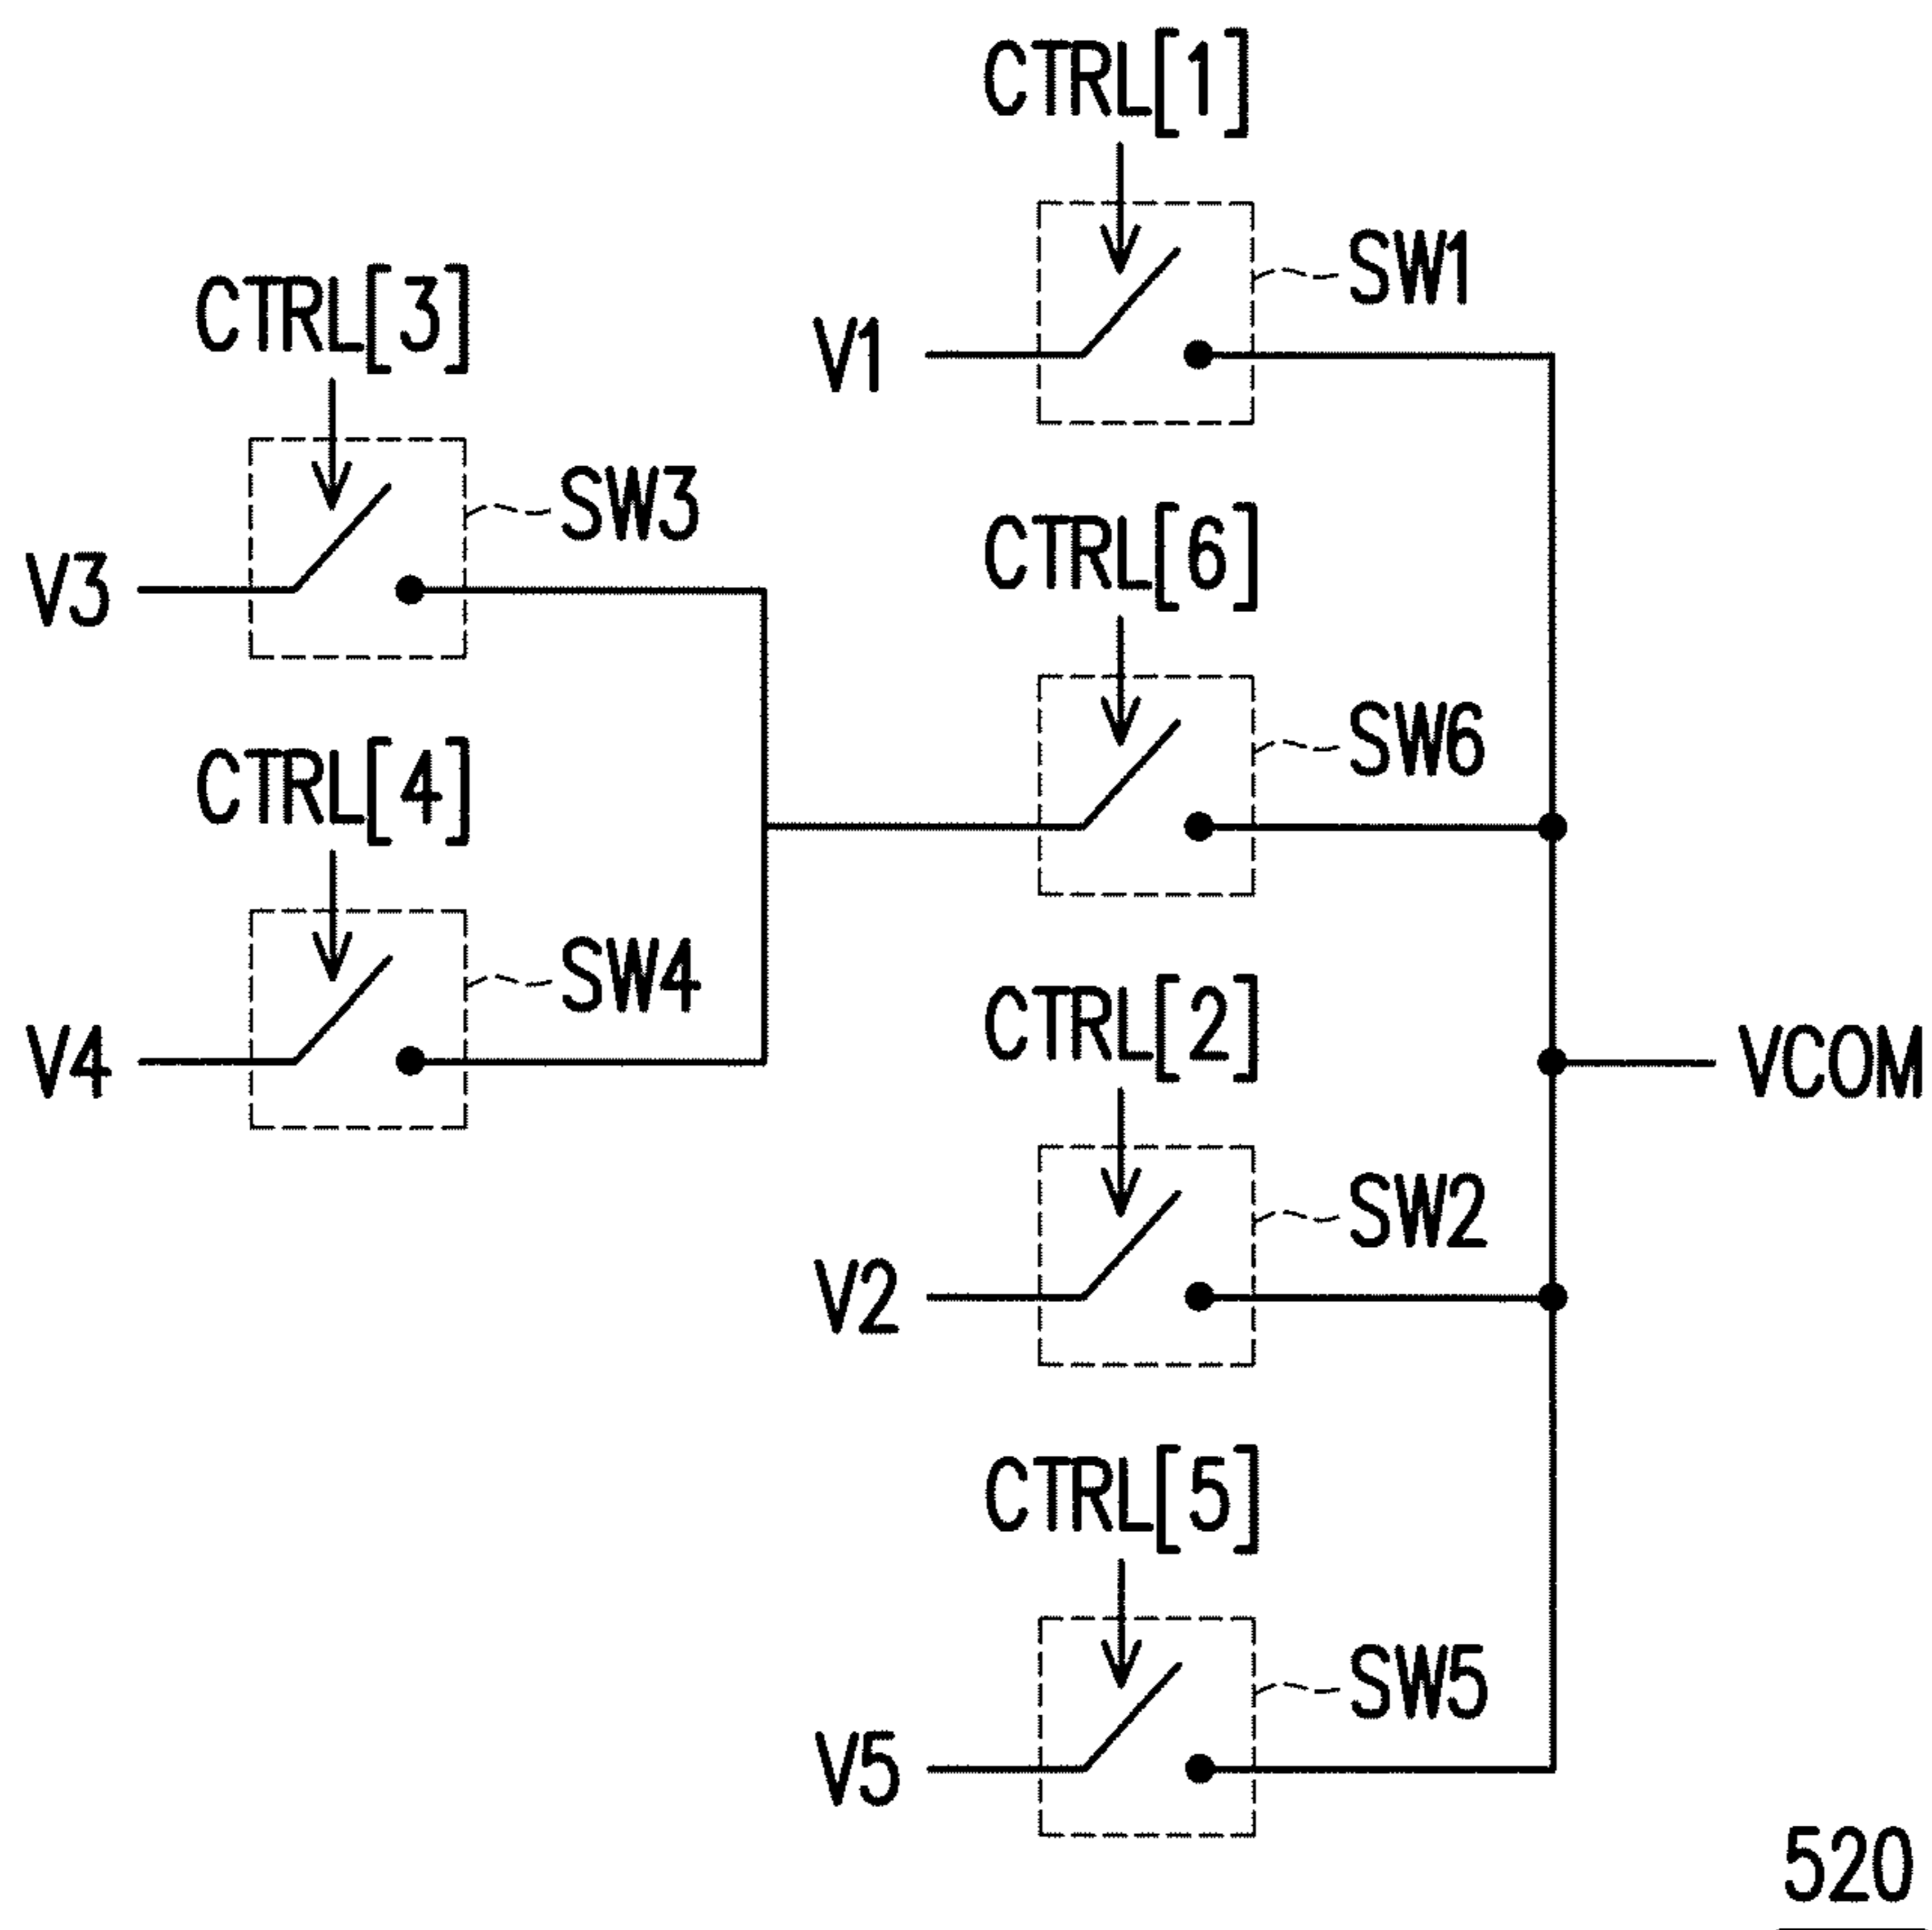 CTRL[1]
SW1
V1
CTRL[3]
SW3
V3
CTRL[6]
SW6
CTRL[4]
SW4
V4
CTRL[2]
SW2
V2
VCOM
CTRL[5]
SW5
V5
520